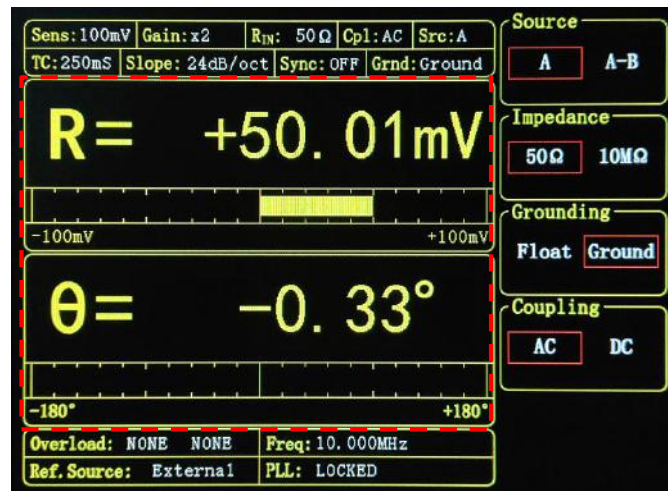 Sens:100mV Gain:x2 RIN: 50Ω Cpl:AC Src:A
TC:250mS Slope: 24dB/oct Sync:OFF Grnd:Ground
R= +50.01mV
-100mV +100mV
θ= -0.33°
-180° +180°
Overload: NONE NONE Freq:10.000MHz
Ref.Source: External PLL: LOCKED
Source
A A-B
Impedance
50Ω 10MΩ
Grounding
Float Ground
Coupling
AC DC